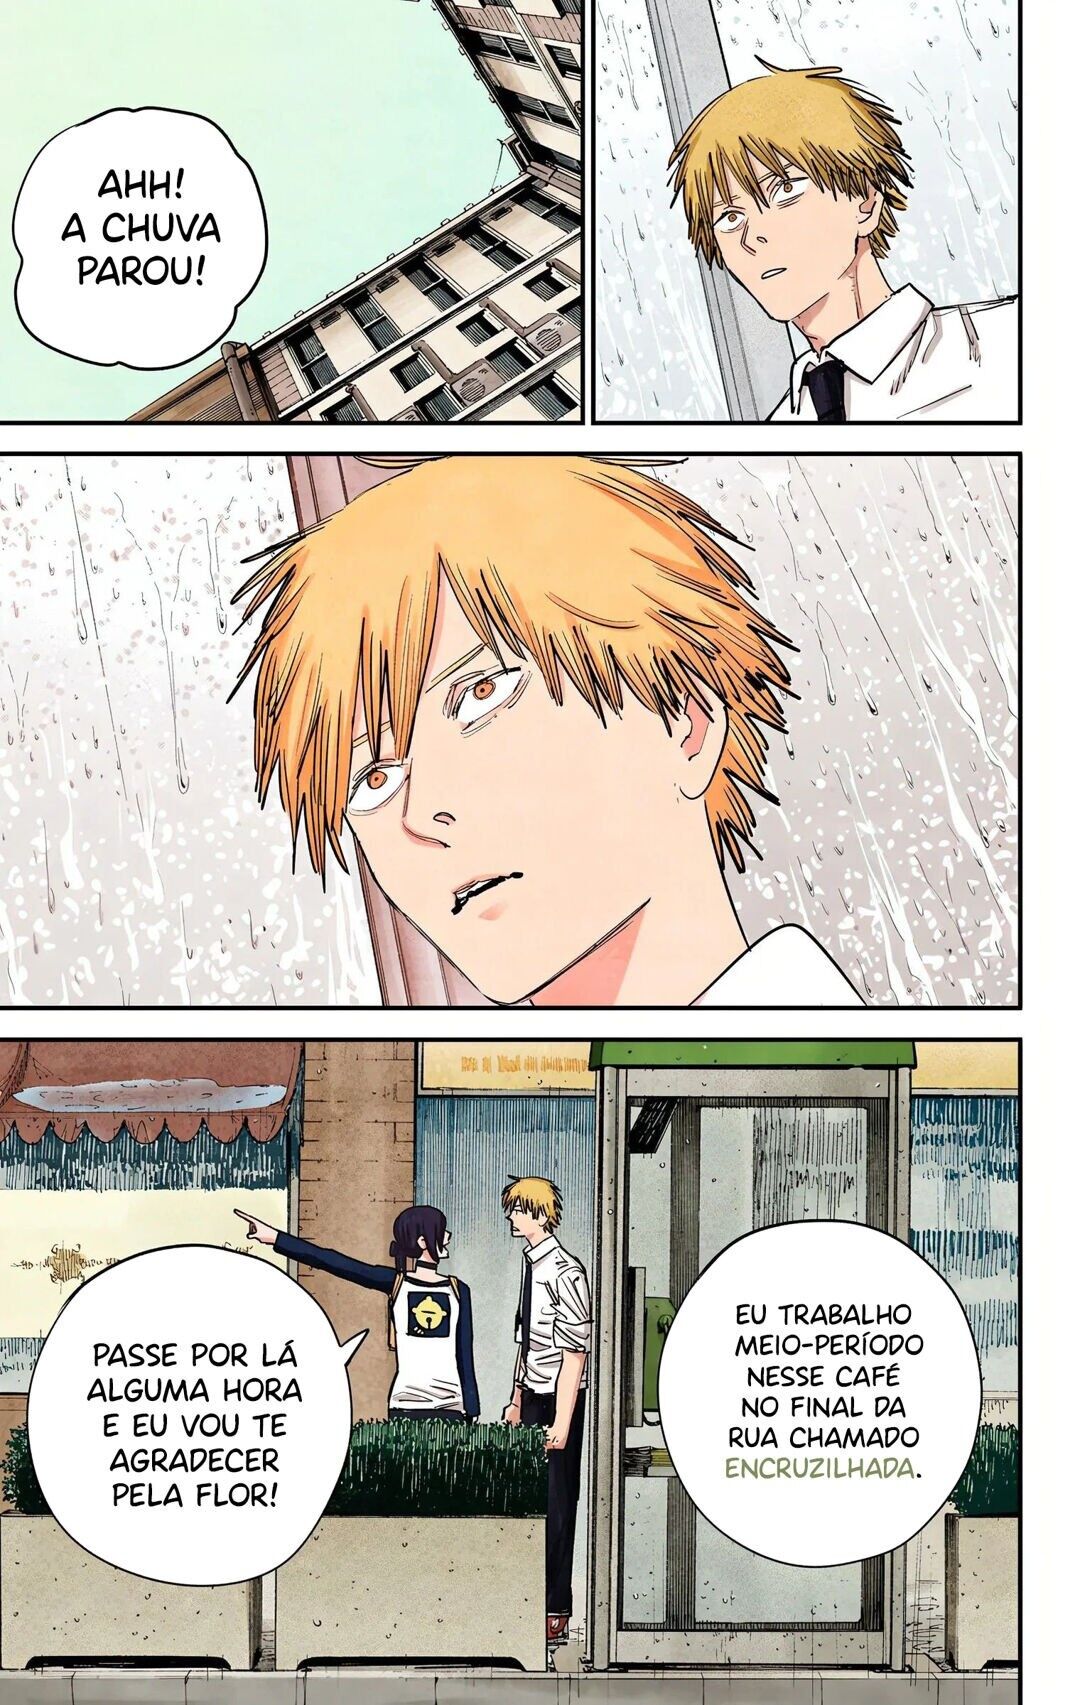 AHH!
A CHUVA
PAROU!
EU TRABALHO
MEIO-PERÍODO
NESSE CAFÉ
NO FINAL DA
RUA CHAMADO
ENCRUZILHADA.
PASSE POR LÁ
ALGUMA HORA
E EU VOU TE
AGRADECER
PELA FLOR!